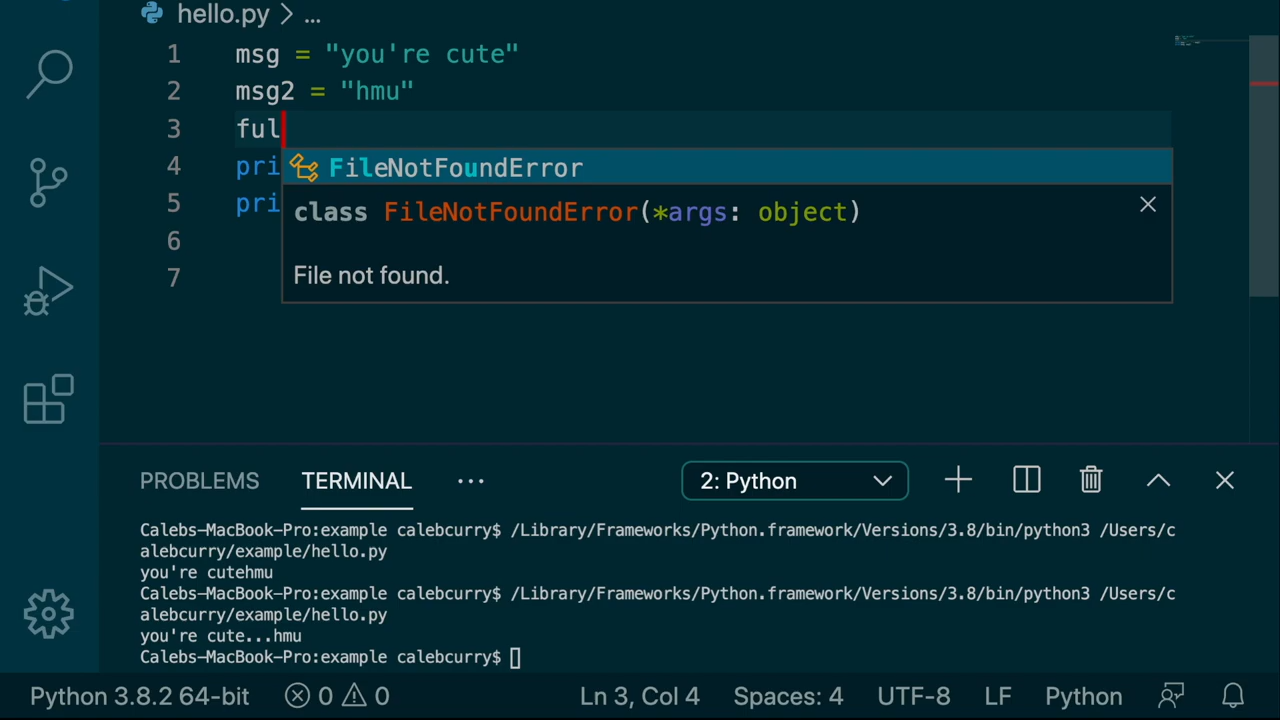 hello.py > ...
1 msg = "you're cute"
2 msg2 = "hmu"
3 ful
4 pri
5 pri
6
7
FileNotFoundError
class FileNotFoundError(*args: object)
File not found.
PROBLEMS TERMINAL ... 2: Python
Calebs-MacBook-Pro:example calebcurry$ /Library/Frameworks/Python.framework/Versions/3.8/bin/python3 /Users/c
alebcurry/example/hello.py
you're cutehmu
Calebs-MacBook-Pro:example calebcurry$ /Library/Frameworks/Python.framework/Versions/3.8/bin/python3 /Users/c
alebcurry/example/hello.py
you're cute...hmu
Calebs-MacBook-Pro:example calebcurry$
Python 3.8.2 64-bit 0 0 Ln 3, Col 4 Spaces: 4 UTF-8 LF Python